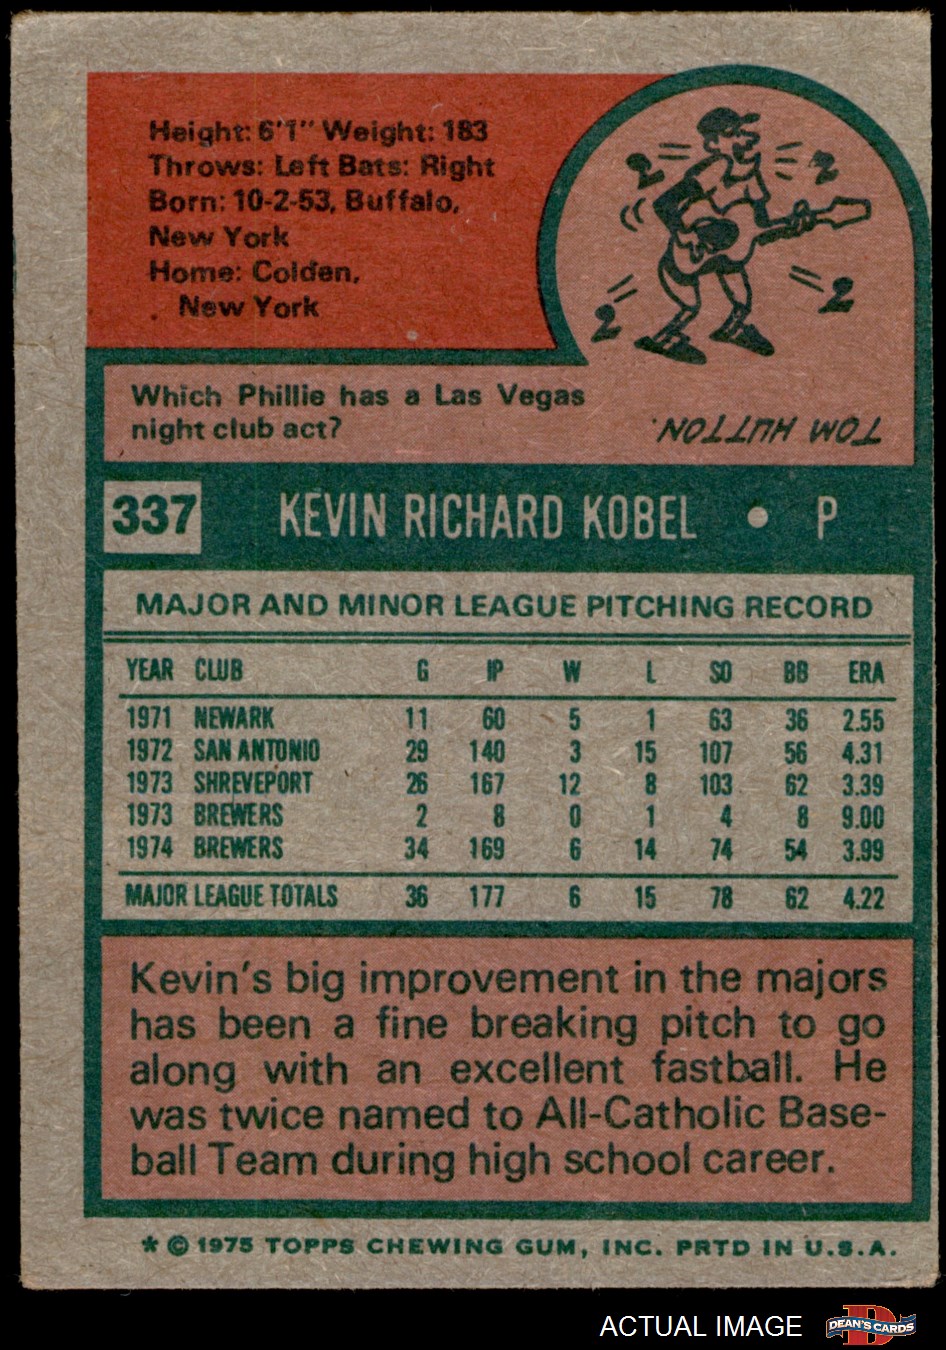 Height: 6'1" Weight: 183
Throws: Left Bats: Right
Born: 10-2-53, Buffalo,
New York
Home: Colden,
New York
2 2
2 2
Which Phillie has a Las Vegas
night club act?
TOM HUTTON.
337 KEVIN RICHARD KOBEL • P
MAJOR AND MINOR LEAGUE PITCHING RECORD
YEAR CLUB G IP W L SO BB ERA
1971 NEWARK 11 60 5 1 63 36 2.55
1972 SAN ANTONIO 29 140 3 15 107 56 4.31
1973 SHREVEPORT 26 167 12 8 103 62 3.39
1973 BREWERS 2 8 0 1 4 8 9.00
1974 BREWERS 34 169 6 14 74 54 3.99
MAJOR LEAGUE TOTALS 36 177 6 15 78 62 4.22
Kevin's big improvement in the majors
has been a fine breaking pitch to go
along with an excellent fastball. He
was twice named to All-Catholic Base-
ball Team during high school career.
* © 1975 TOPPS CHEWING GUM, INC. PRTD IN U.S.A.
ACTUAL IMAGE D DEAN'S CARDS